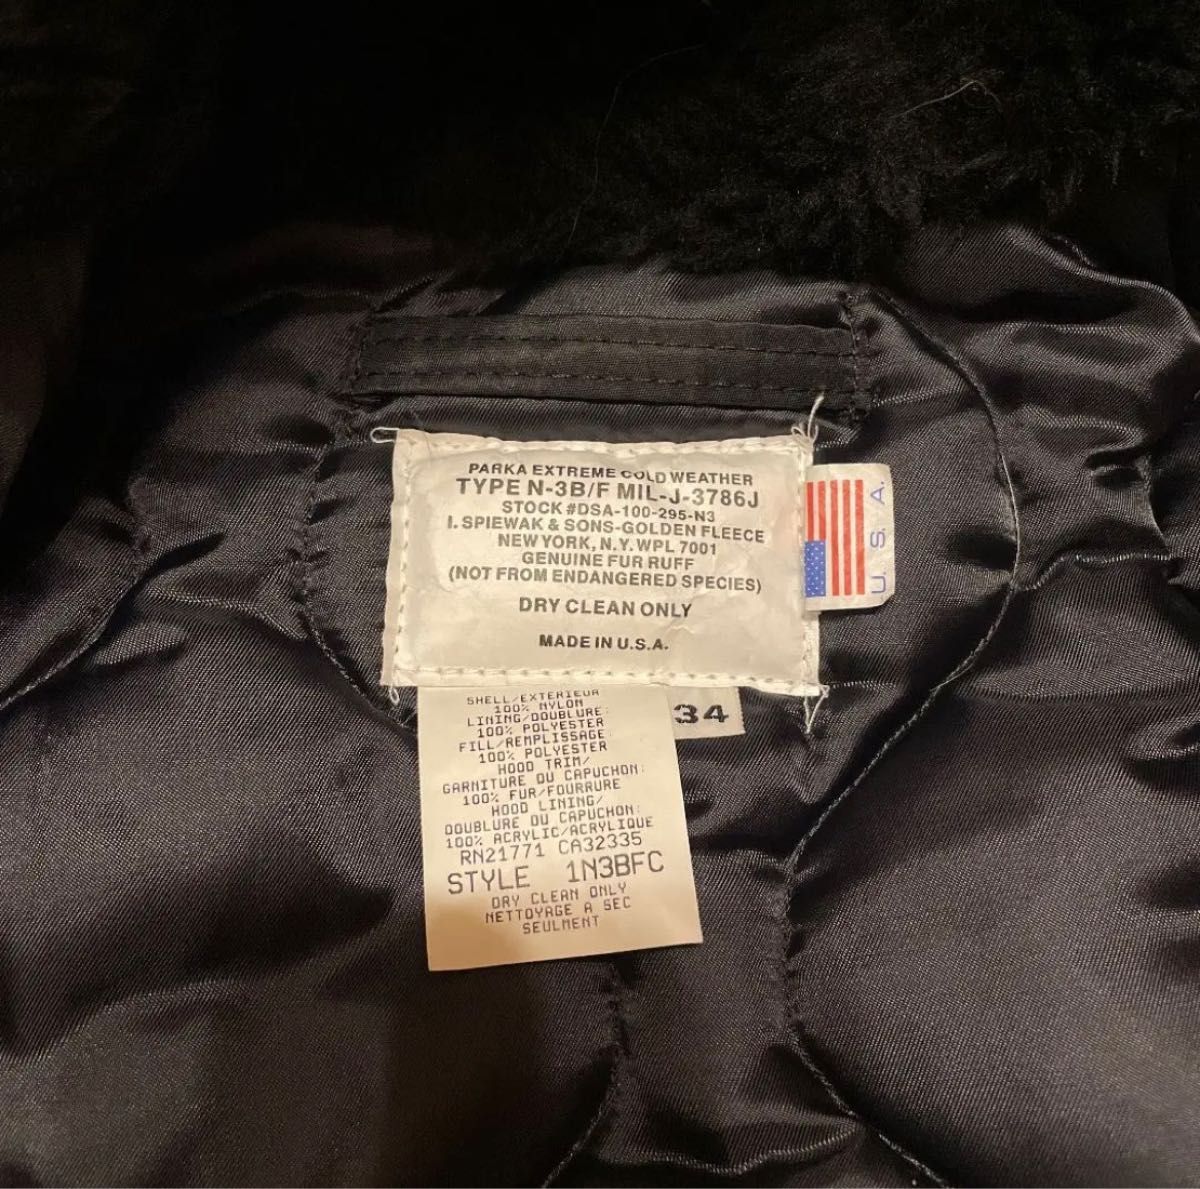 PARKA EXTREME COLD WEATHER
TYPE N-3B/F MIL-J-3786J
STOCK #DSA-100-295-N3
I. SPIEWAK & SONS-GOLDEN FLEECE
NEW YORK, N.Y. WPL 7001
GENUINE FUR RUFF
(NOT FROM ENDANGERED SPECIES)
DRY CLEAN ONLY
MADE IN U.S.A.
U.S.A.
34
SHELL/EXTERIEUR
100% NYLON
LINING/DOUBLURE:
100% POLYESTER
FILL/REMPLISSAGE:
100% POLYESTER
HOOD TRIM/
GARNITURE DU CAPUCHON:
100% FUR/FOURRURE
HOOD LINING/
DOUBLURE DU CAPUCHON:
100% ACRYLIC/ACRYLIQUE
RN21771 CA32335
STYLE 1N3BFC
DRY CLEAN ONLY
NETTOYAGE A SEC
SEULMENT